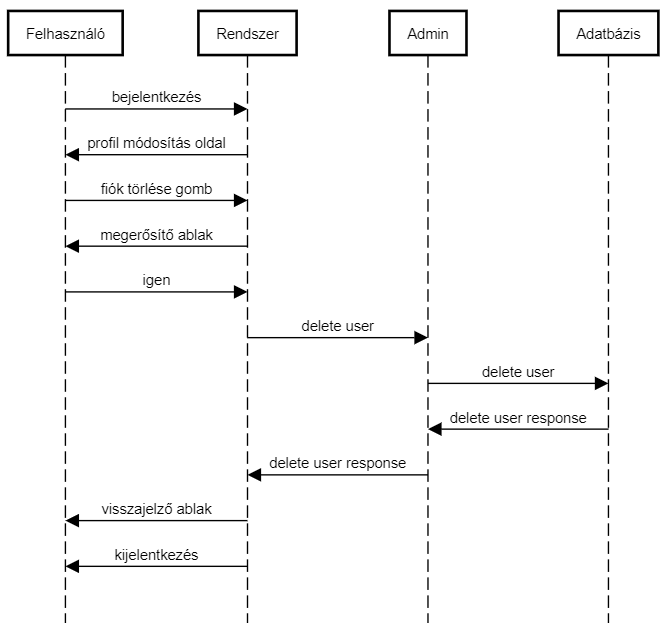 Felhasználó
Rendszer
Admin
Adatbázis
bejelentkezés
profil módosítás oldal
fiók törlése gomb
megerősítő ablak
igen
delete user
delete user
delete user response
delete user response
visszajelző ablak
kijelentkezés